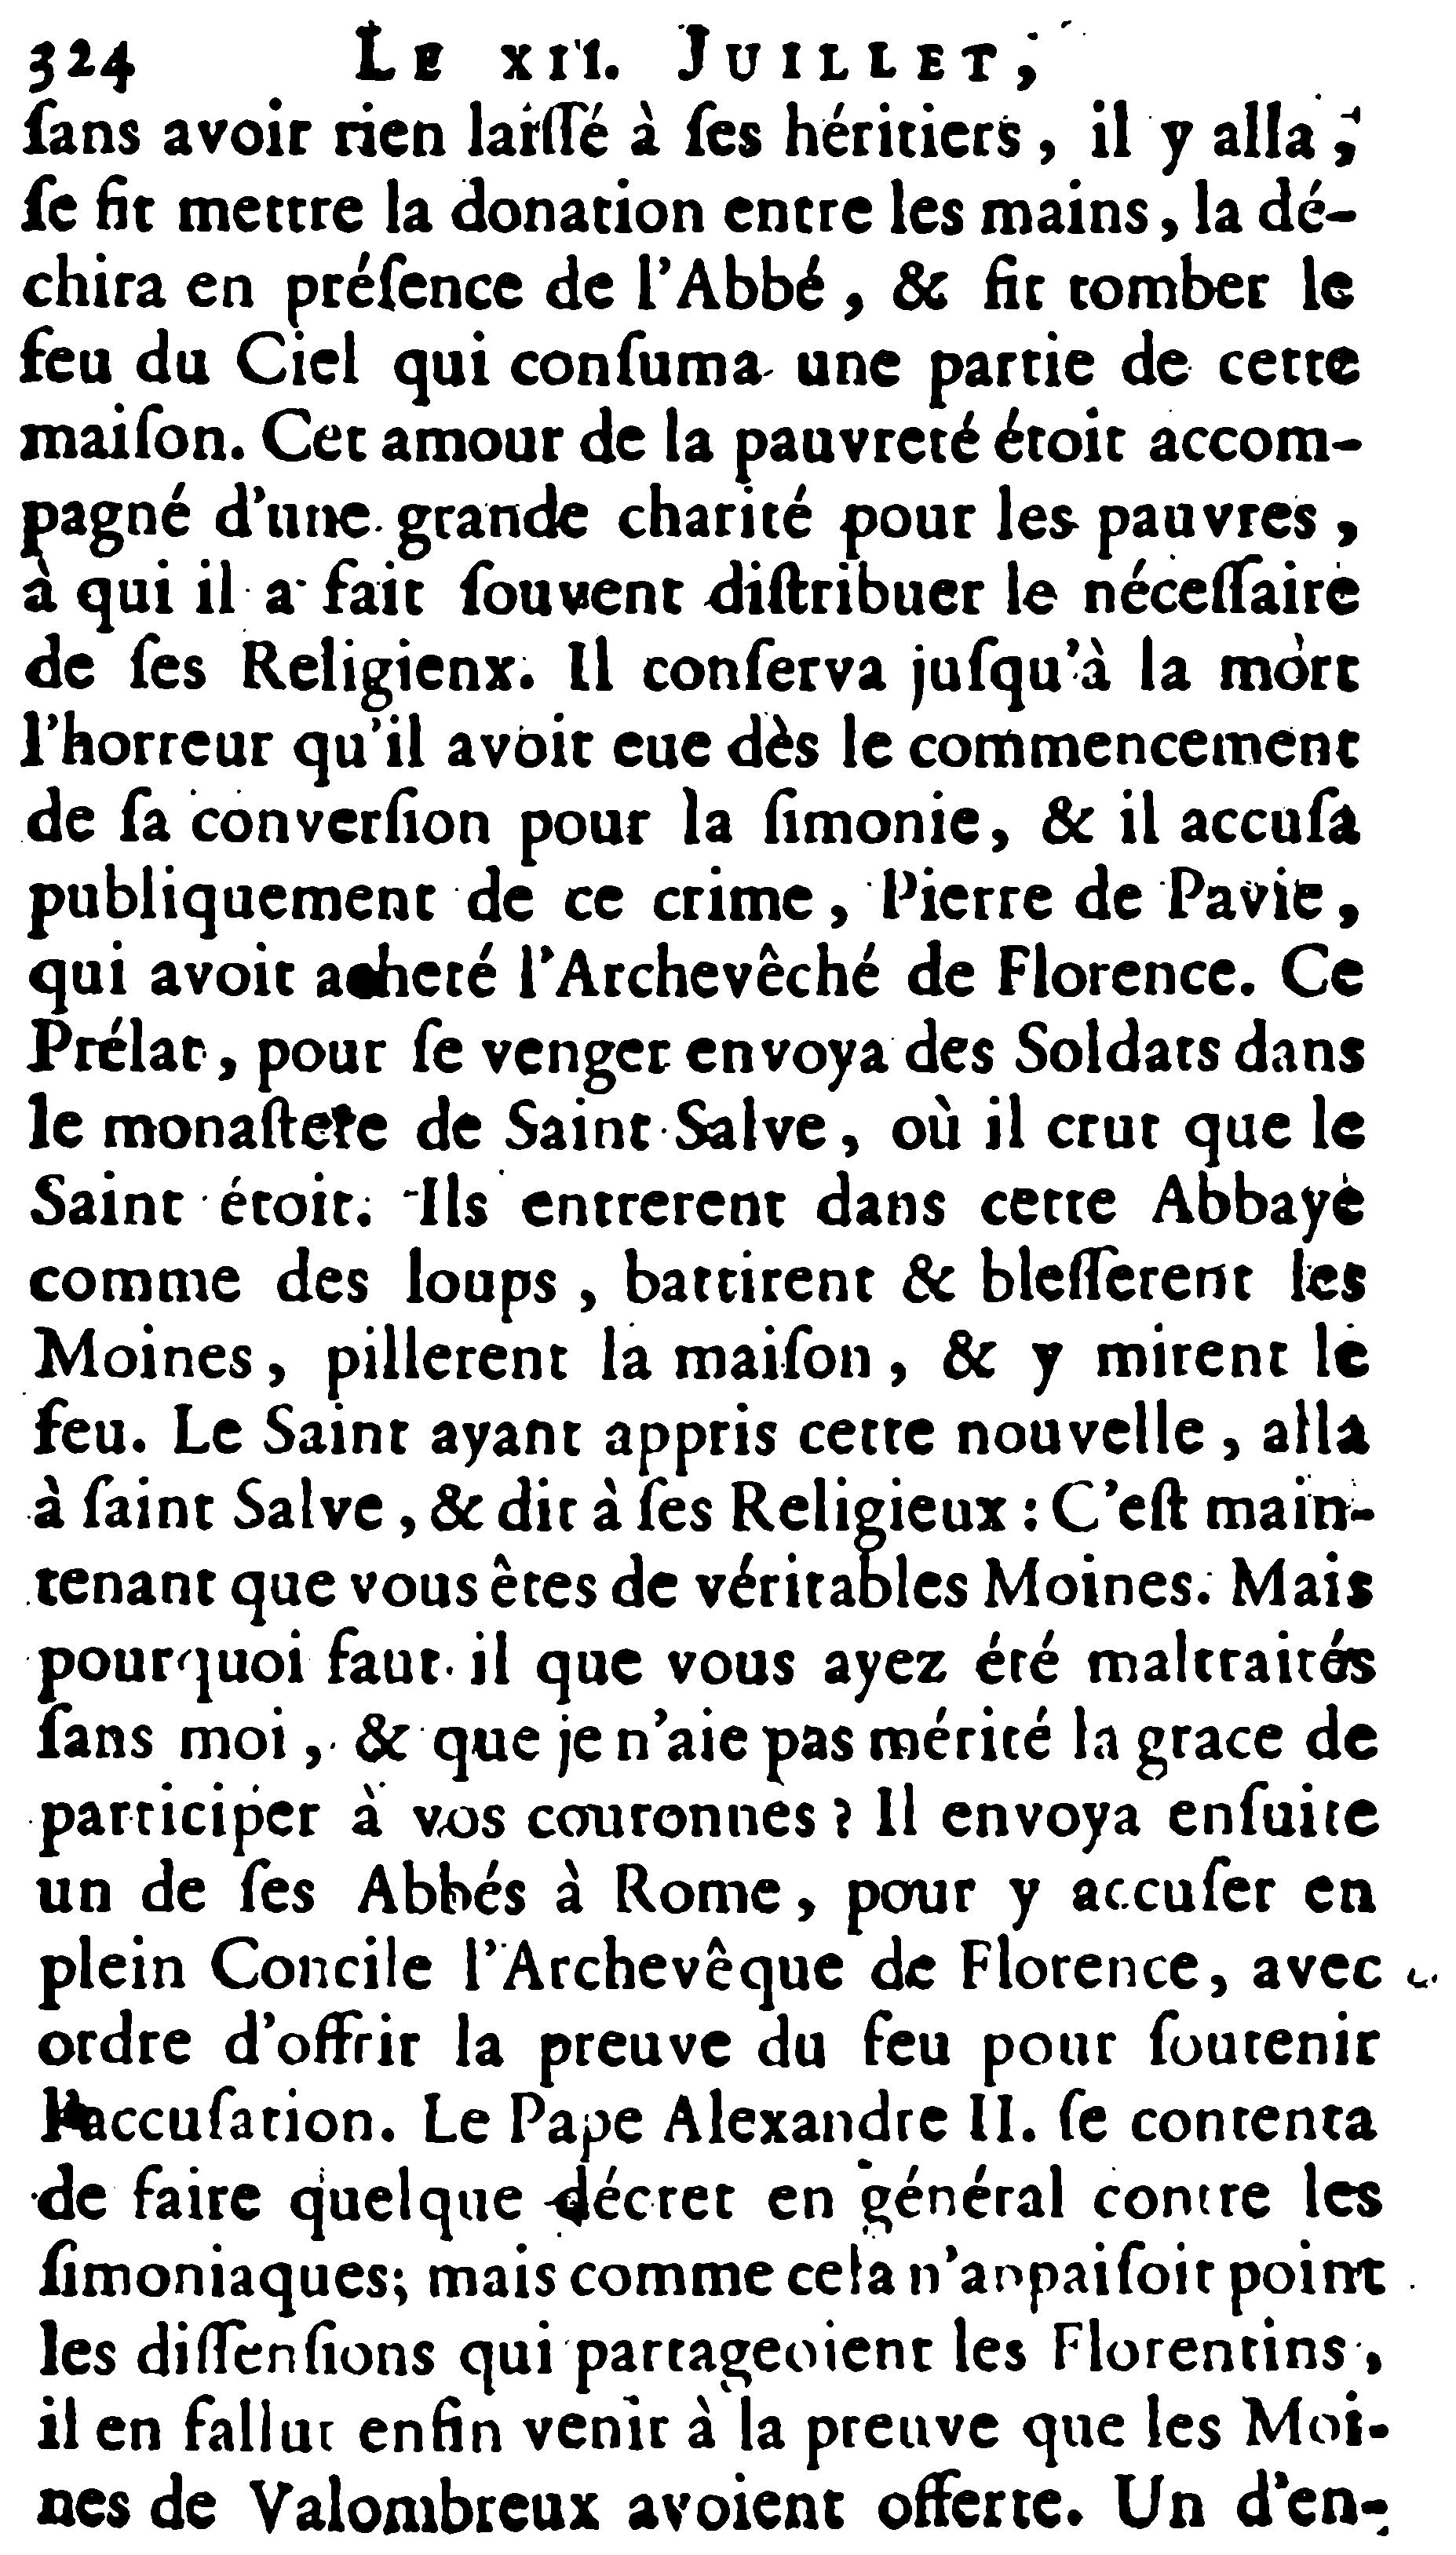 324 LE XII. JUILLET,
ſans avoir rien laiſſé à ſes héritiers, il y alla,
ſe fit mettre la donation entre les mains, la dé-
chira en préſence de l'Abbé, & fit tomber le
feu du Ciel qui conſuma une partie de cette
maiſon. Cet amour de la pauvreté étoit accom-
pagné d'une grande charité pour les pauvres,
à qui il a fait ſouvent diſtribuer le néceſſaire
de ſes Religienx. Il conſerva juſqu'à la mort
l'horreur qu'il avoit eue dès le commencement
de ſa converſion pour la ſimonie, & il accuſa
publiquement de ce crime, Pierre de Pavie,
qui avoit acheté l'Archevêché de Florence. Ce
Prélat, pour ſe venger envoya des Soldats dans
le monaſtere de Saint Salve, où il crut que le
Saint étoit. Ils entrerent dans cette Abbaye
comme des loups, battirent & bleſſerent les
Moines, pillerent la maiſon, & y mirent le
feu. Le Saint ayant appris cette nouvelle, alla
à ſaint Salve, & dit à ſes Religieux : C'eſt main-
tenant que vous êtes de véritables Moines. Mais
pourquoi faut-il que vous ayez été maltraités
ſans moi, & que je n'aie pas mérité la grace de
participer à vos couronnes ? Il envoya enſuite
un de ſes Abbés à Rome, pour y accuſer en
plein Concile l'Archevêque de Florence, avec
ordre d'offrir la preuve du feu pour ſoutenir
l'accuſation. Le Pape Alexandre II. ſe contenta
de faire quelque décret en général contre les
ſimoniaques; mais comme cela n'appaiſoit point
les diſſenſions qui partageoient les Florentins,
il en fallut enfin venir à la preuve que les Moi-
nes de Valombreux avoient offerte. Un d'en-